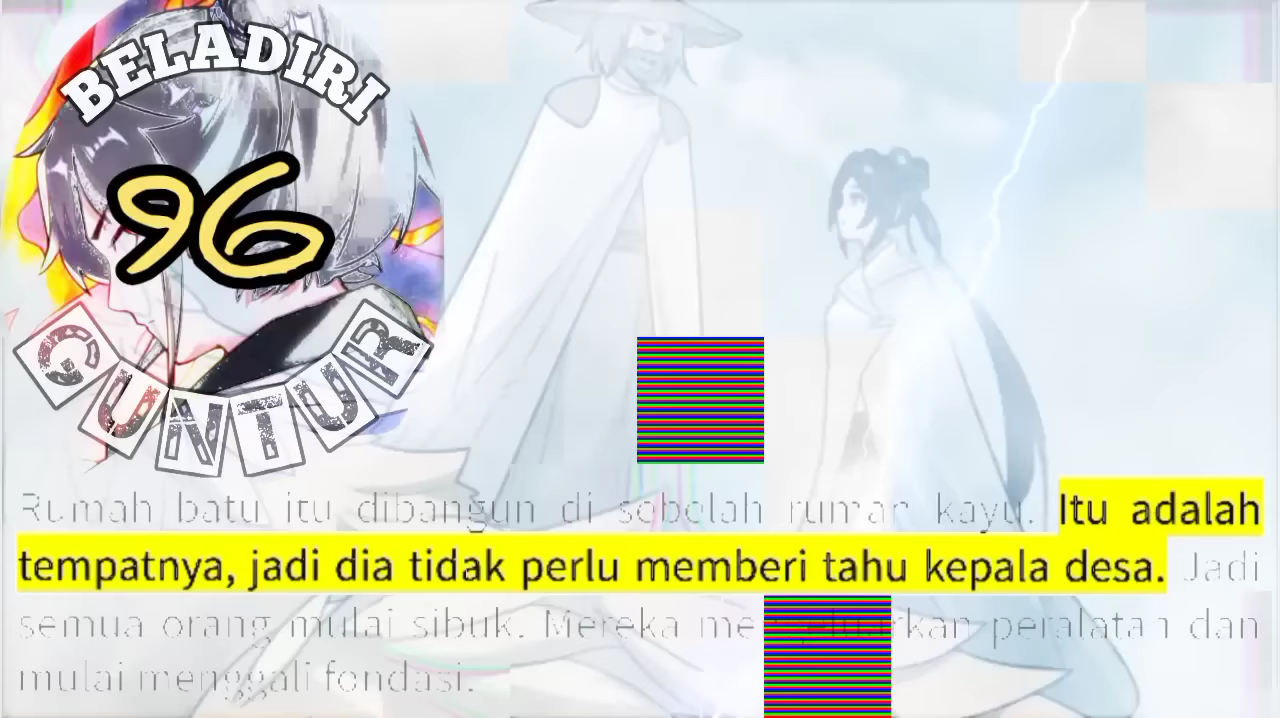 BELADIRI
96
GUNTUR
Rumah batu itu dibangun di sebelah rumah kayu. Itu adalah
tempatnya, jadi dia tidak perlu memberi tahu kepala desa. Jadi
semua orang mulai sibuk. Mereka mengeluarkan peralatan dan
mulai menggali fondasi.